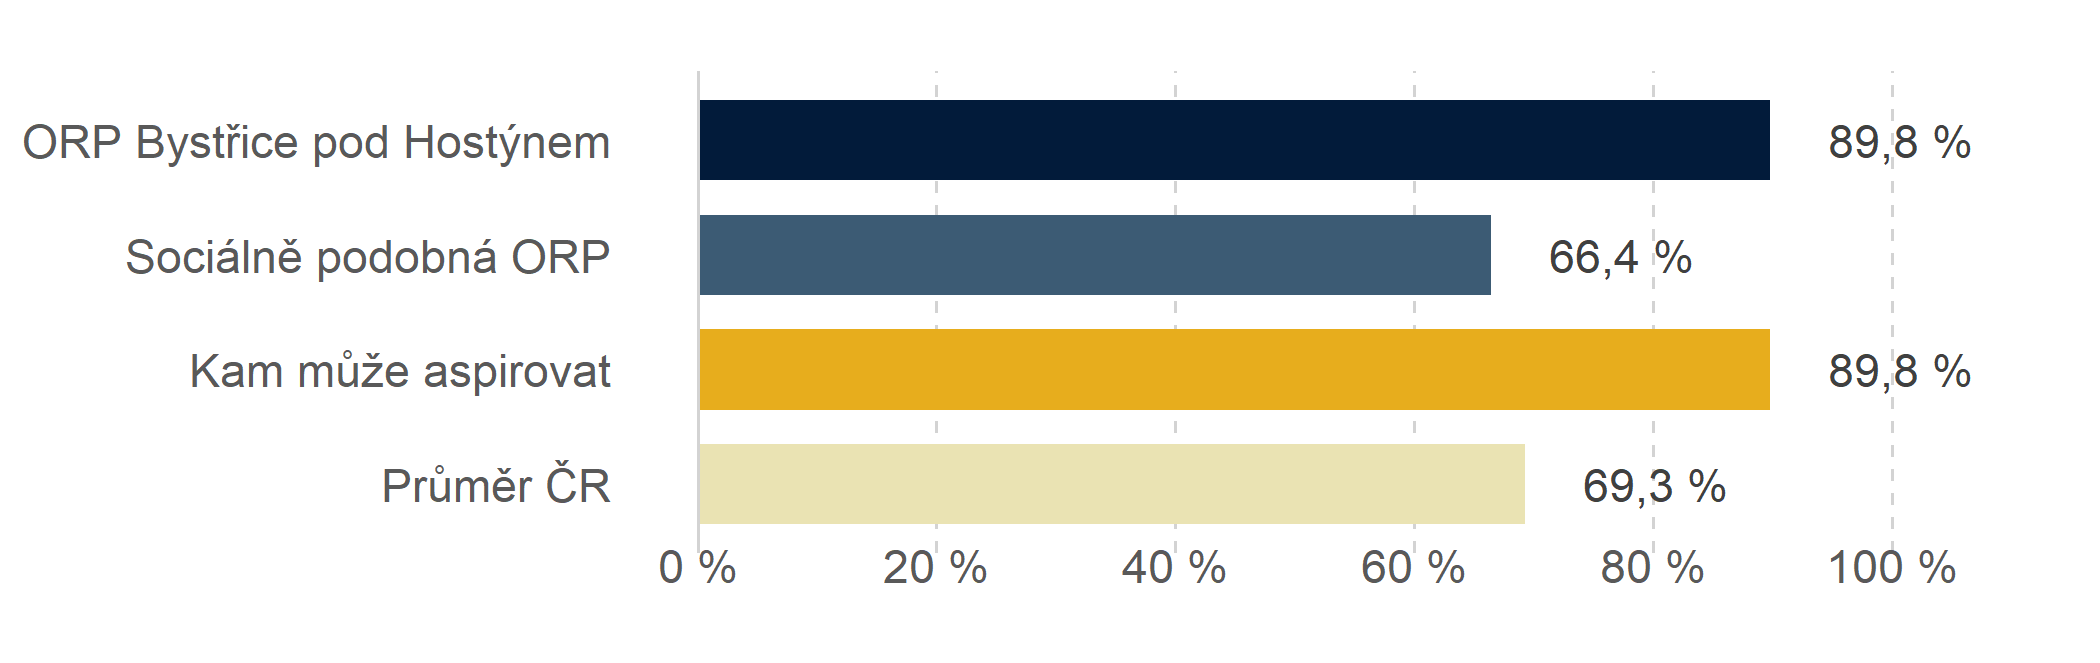 ORP Bystřice pod Hostýnem 89,8 %
Sociálně podobná ORP 66,4 %
Kam může aspirovat 89,8 %
Průměr ČR 69,3 %
0 % 20 % 40 % 60 % 80 % 100 %